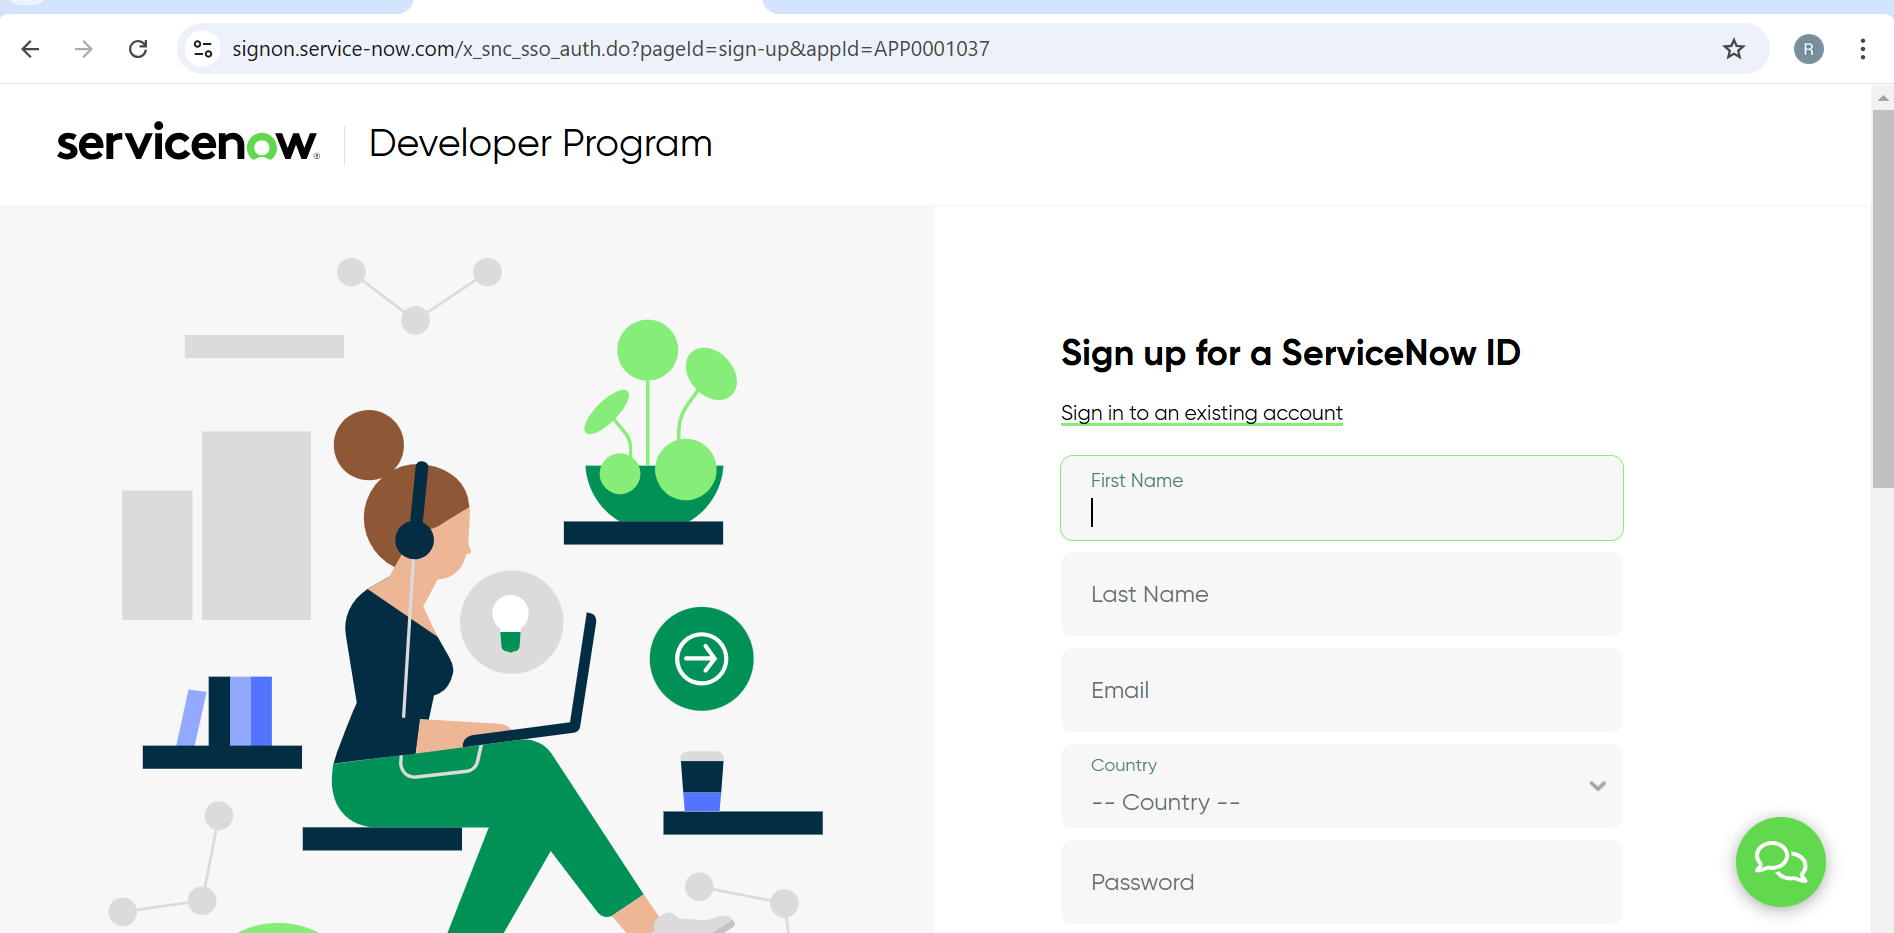 signon.service-now.com/x_snc_sso_auth.do?pageId=sign-up&appId=APP0001037
R
servicenow®
Developer Program
Sign up for a ServiceNow ID
Sign in to an existing account
First Name
Last Name
Email
Country
-- Country --
Password